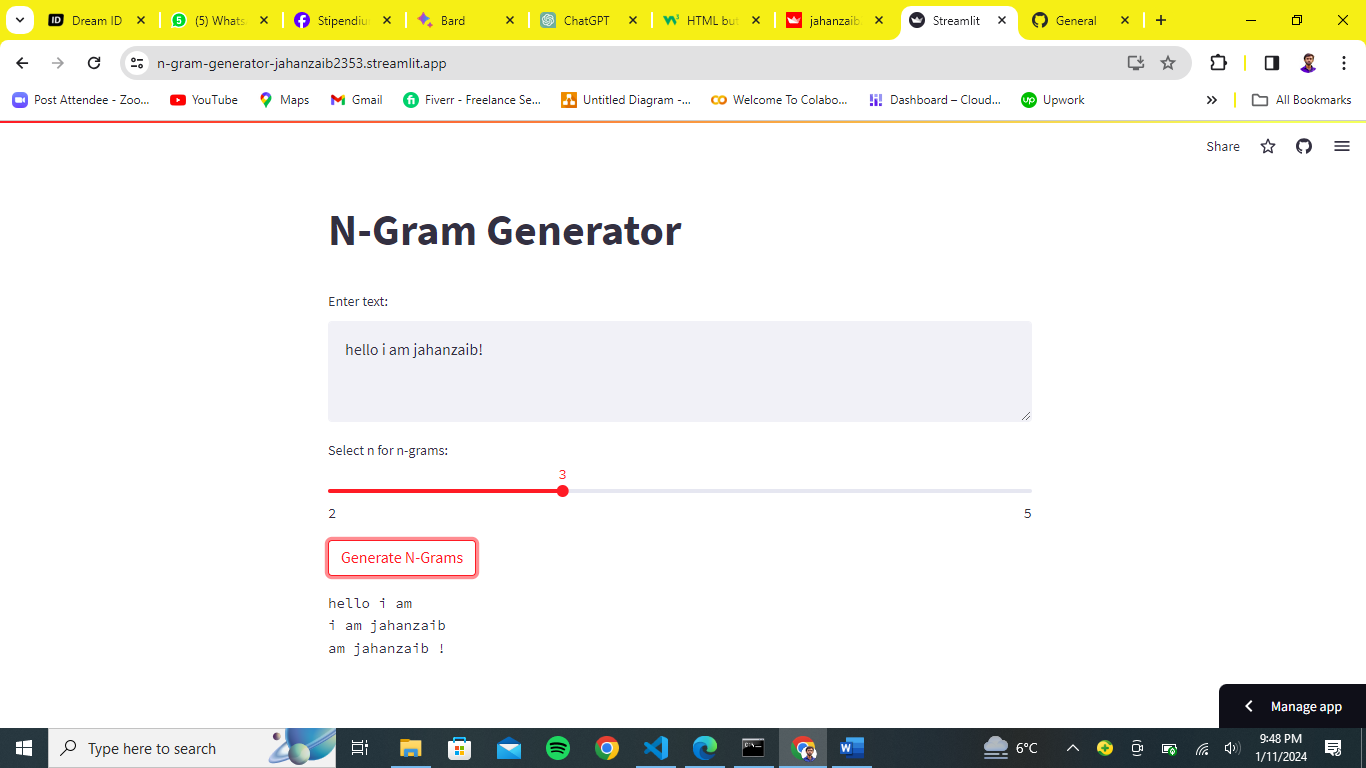 Dream ID
(5) Whats
Stipendiu
Bard
ChatGPT
HTML but
jahanzaib
Streamlit
General
n-gram-generator-jahanzaib2353.streamlit.app
Post Attendee - Zoo...
YouTube
Maps
Gmail
Fiverr - Freelance Se...
Untitled Diagram -...
Welcome To Colabo...
Dashboard – Cloud...
Upwork
All Bookmarks
Share
N-Gram Generator
Enter text:
hello i am jahanzaib!
Select n for n-grams:
3
2 5
Generate N-Grams
hello i am
i am jahanzaib
am jahanzaib !
Manage app
Type here to search
6°C
9:48 PM
1/11/2024